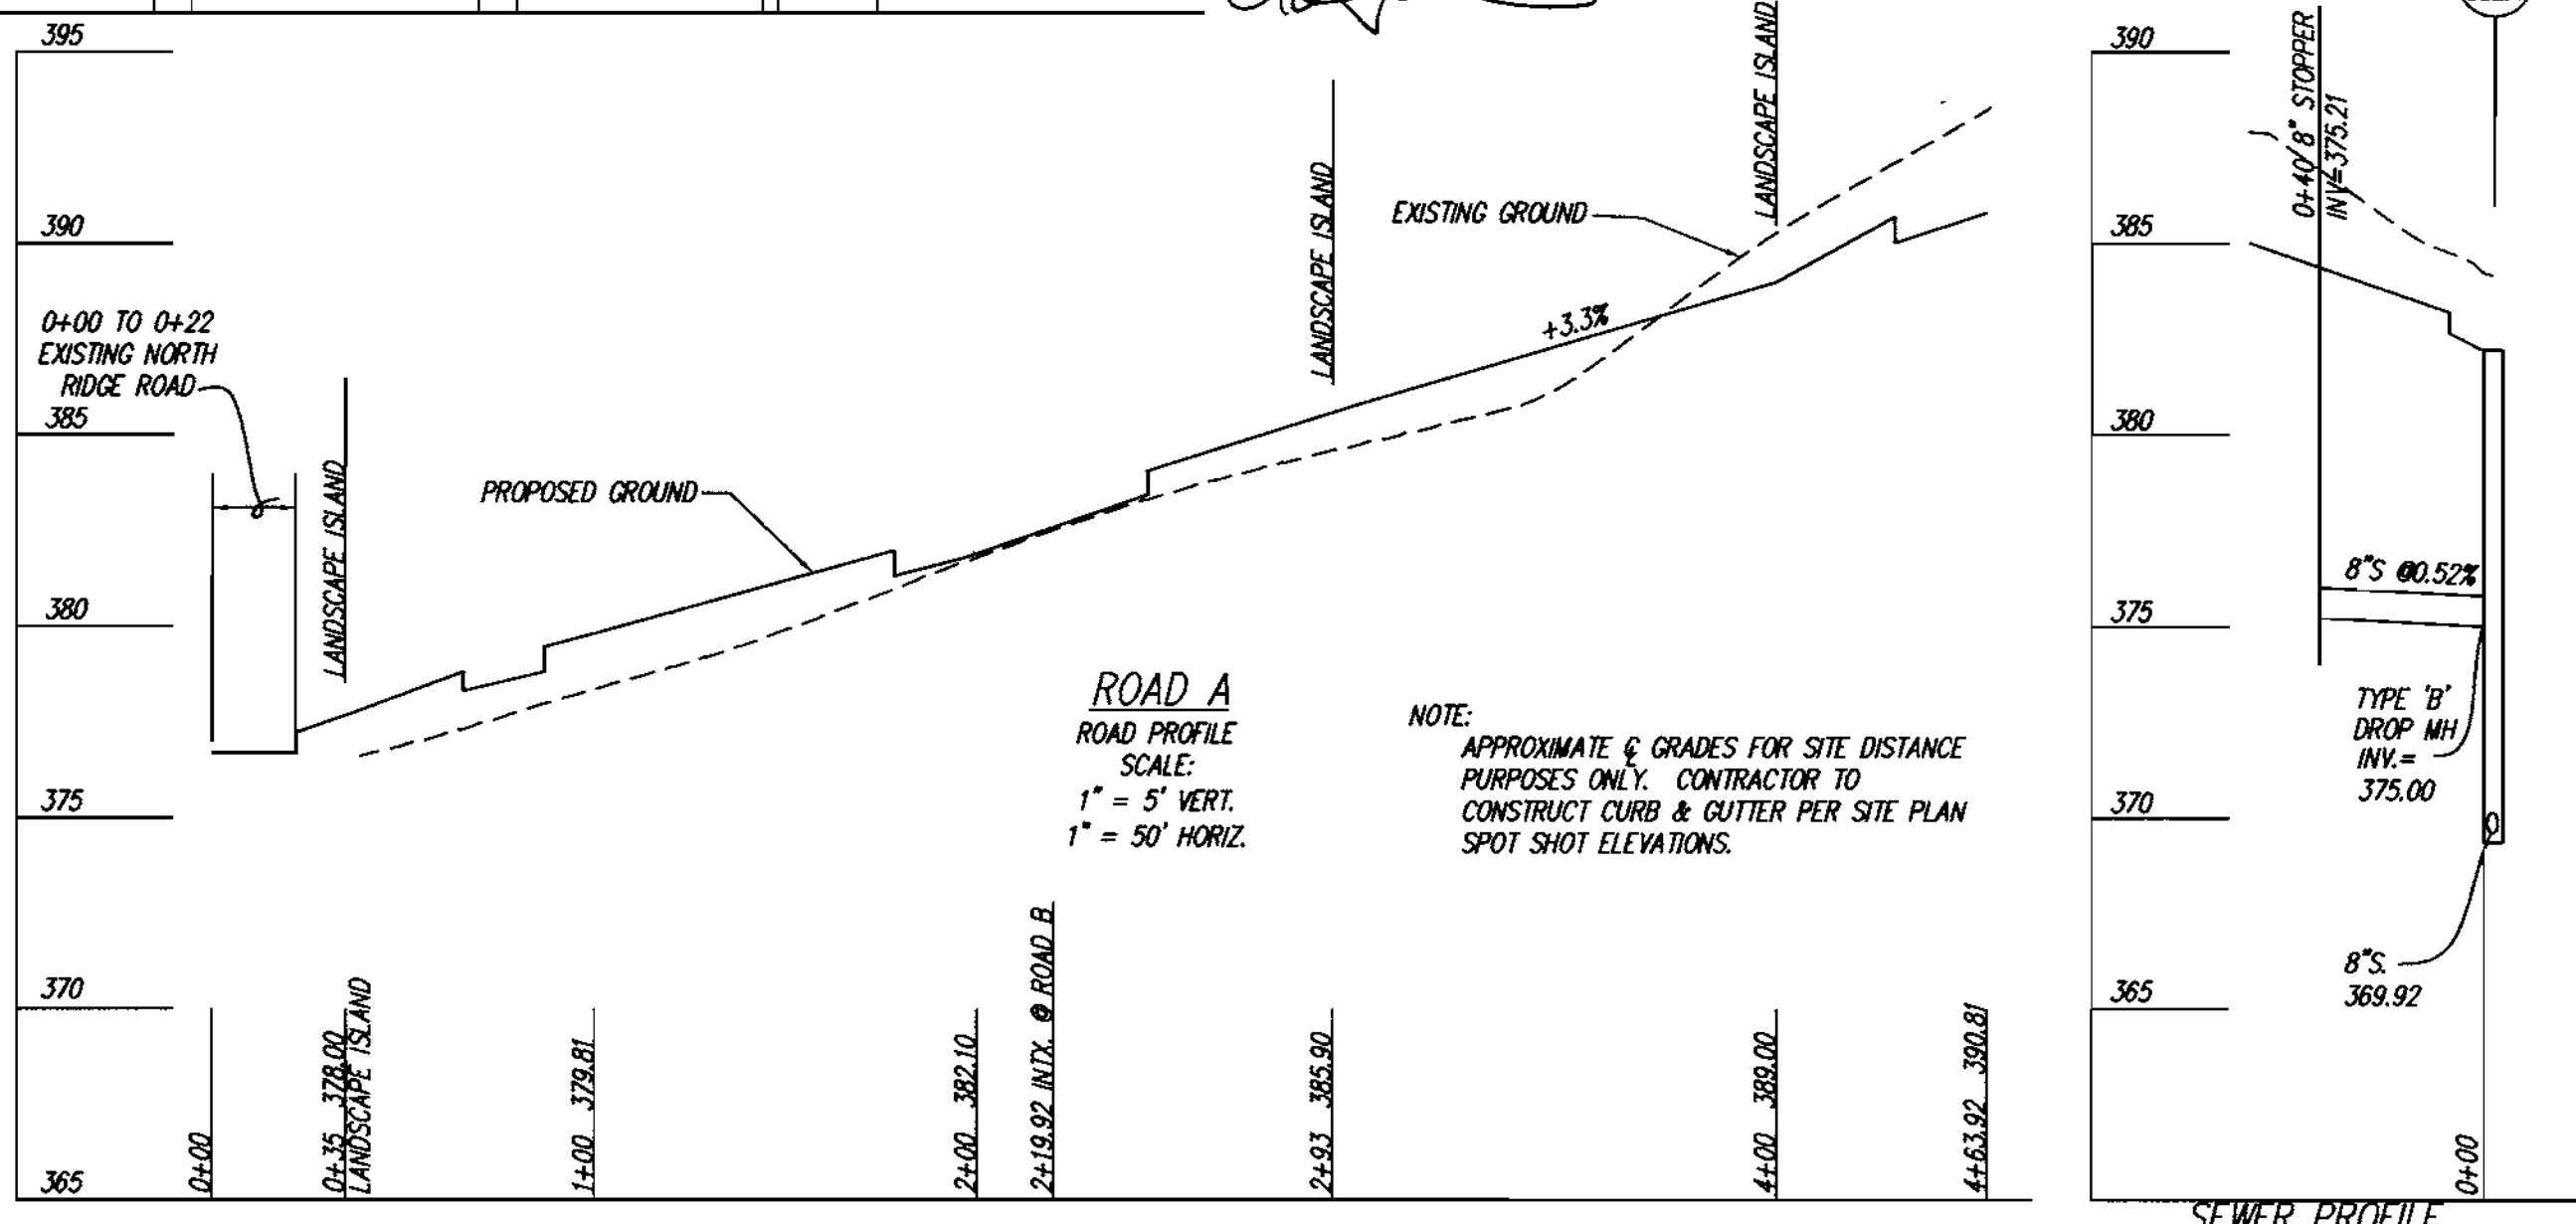 395
390
385
380
375
370
365
0+00 TO 0+22
EXISTING NORTH
RIDGE ROAD
LANDSCAPE ISLAND
PROPOSED GROUND
LANDSCAPE ISLAND
EXISTING GROUND
LANDSCAPE ISLAND
+3.3%
ROAD A
ROAD PROFILE
SCALE:
1" = 5' VERT.
1" = 50' HORIZ.
NOTE:
APPROXIMATE ℄ GRADES FOR SITE DISTANCE
PURPOSES ONLY. CONTRACTOR TO
CONSTRUCT CURB & GUTTER PER SITE PLAN
SPOT SHOT ELEVATIONS.
0+00
0+35 378.00
LANDSCAPE ISLAND
1+00 379.81
2+00 382.10
2+19.92 INTX. @ ROAD B
2+93 385.90
4+00 389.00
4+63.92 390.81
390
385
380
375
370
365
0+40 8" STOPPER
INV=375.21
8"S @0.52%
TYPE 'B'
DROP MH
INV.=
375.00
8"S.
369.92
0+00
SEWER PROFILE